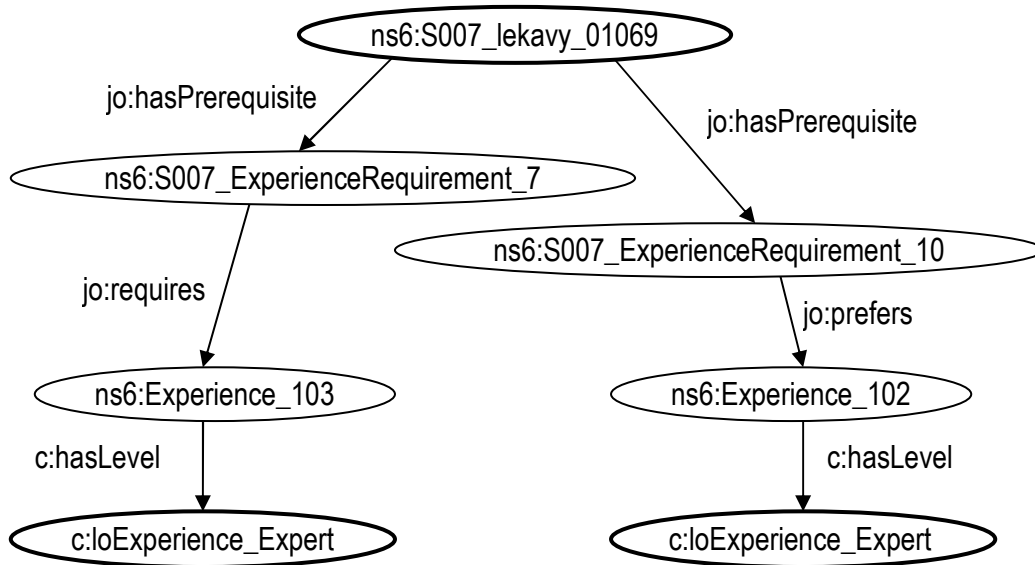 ns6:S007_lekavy_01069
jo:hasPrerequisite
jo:hasPrerequisite
ns6:S007_ExperienceRequirement_7
ns6:S007_ExperienceRequirement_10
jo:requires
jo:prefers
ns6:Experience_103
ns6:Experience_102
c:hasLevel
c:hasLevel
c:loExperience_Expert
c:loExperience_Expert